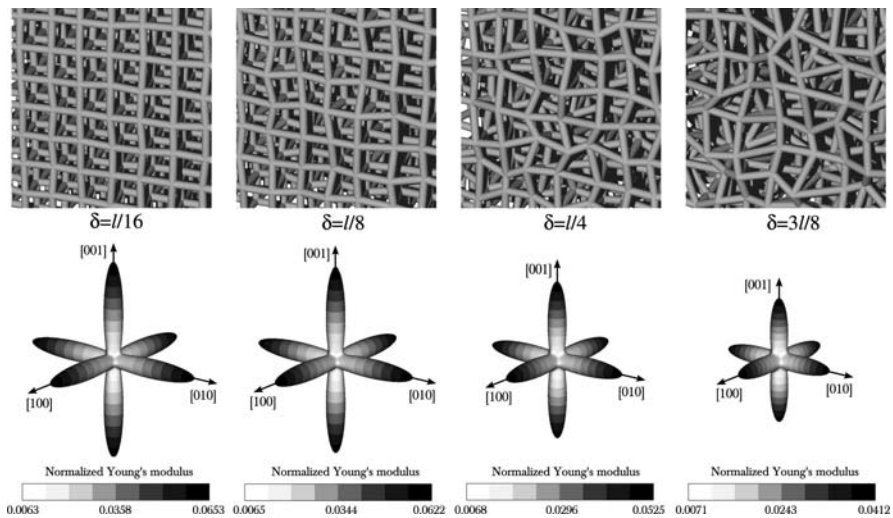 δ=l/16 δ=l/8 δ=l/4 δ=3l/8
[001] [001] [001] [001]
[100] [010] [100] [010] [100] [010] [100] [010]
Normalized Young's modulus Normalized Young's modulus Normalized Young's modulus Normalized Young's modulus
0.0063 0.0358 0.0653 0.0065 0.0344 0.0622 0.0068 0.0296 0.0525 0.0071 0.0243 0.0412